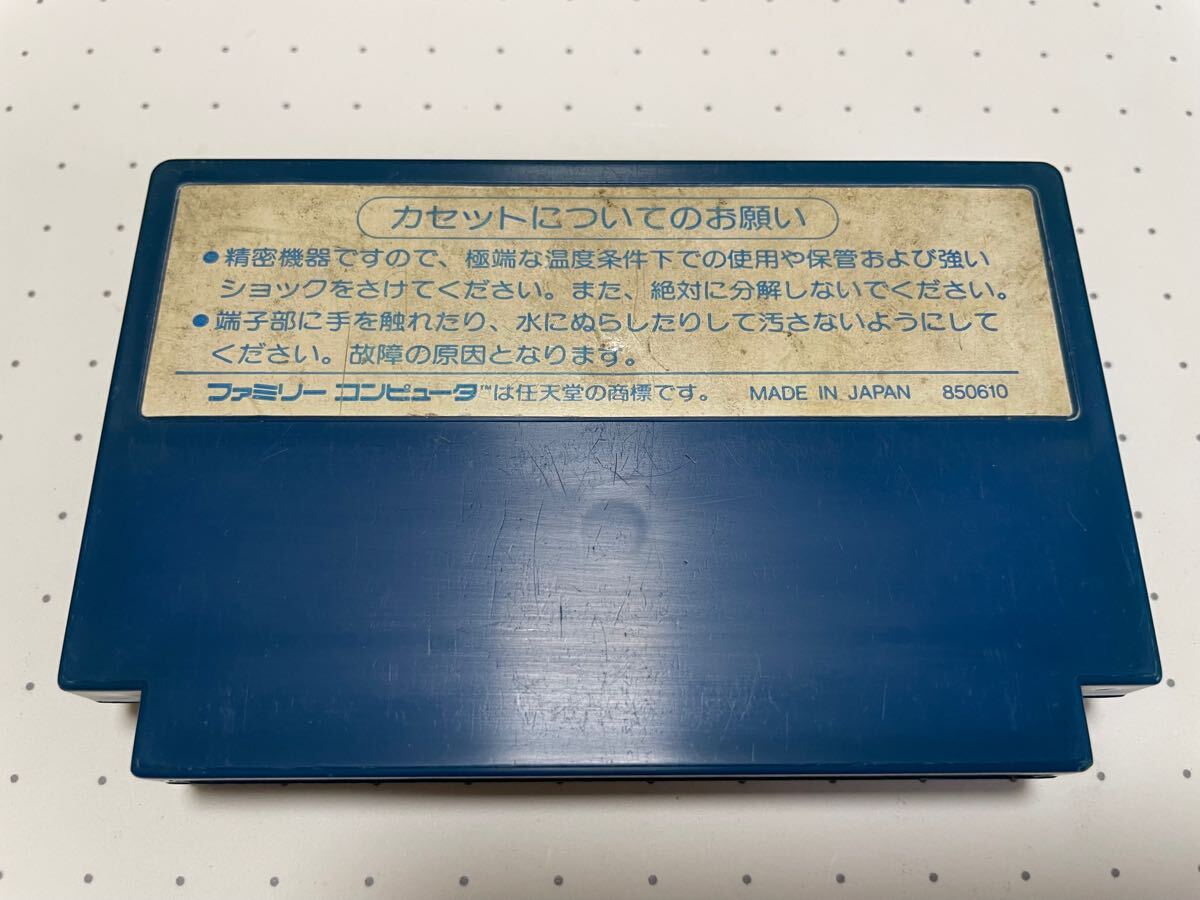 カセットについてのお願い
●精密機器ですので、極端な温度条件下での使用や保管および強い
ショックをさけてください。また、絶対に分解しないでください。
●端子部に手を触れたり、水にぬらしたりして汚さないようにして
ください。故障の原因となります。
ファミリーコンピュータ™は任天堂の商標です。 MADE IN JAPAN 850610